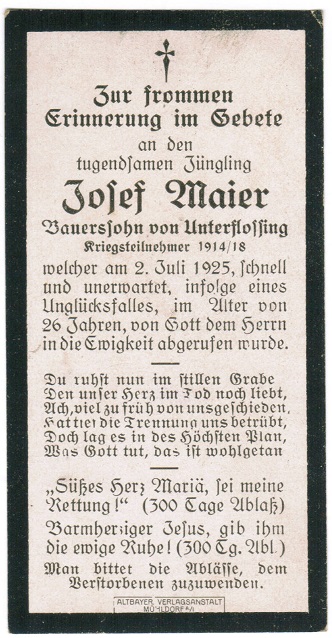 Zur frommen
Erinnerung im Gebete
an den
tugendsamen Jüngling
Josef Maier
Bauerssohn von Unterflossing
Kriegsteilnehmer 1914/18
welcher am 2. Juli 1925, schnell
und unerwartet, infolge eines
Unglücksfalles, im Alter von
26 Jahren, von Gott dem Herrn
in die Ewigkeit abgerufen wurde.
Du ruhst nun im stillen Grabe
Den unser Herz im Tod noch liebt,
Ach, viel zu früh von uns geschieden,
Hat tief die Trennung uns betrübt,
Doch lag es in des Höchsten Plan,
Was Gott tut, das ist wohlgetan
„Süßes Herz Mariä, sei meine
Rettung!" (300 Tage Ablaß)
Barmherziger Jesus, gib ihm
die ewige Ruhe! (300 Tg. Abl.)
Man bittet die Ablässe, dem
Verstorbenen zuzuwenden.
ALTBAYER. VERLAGSANSTALT
MÜHLDORF A/I